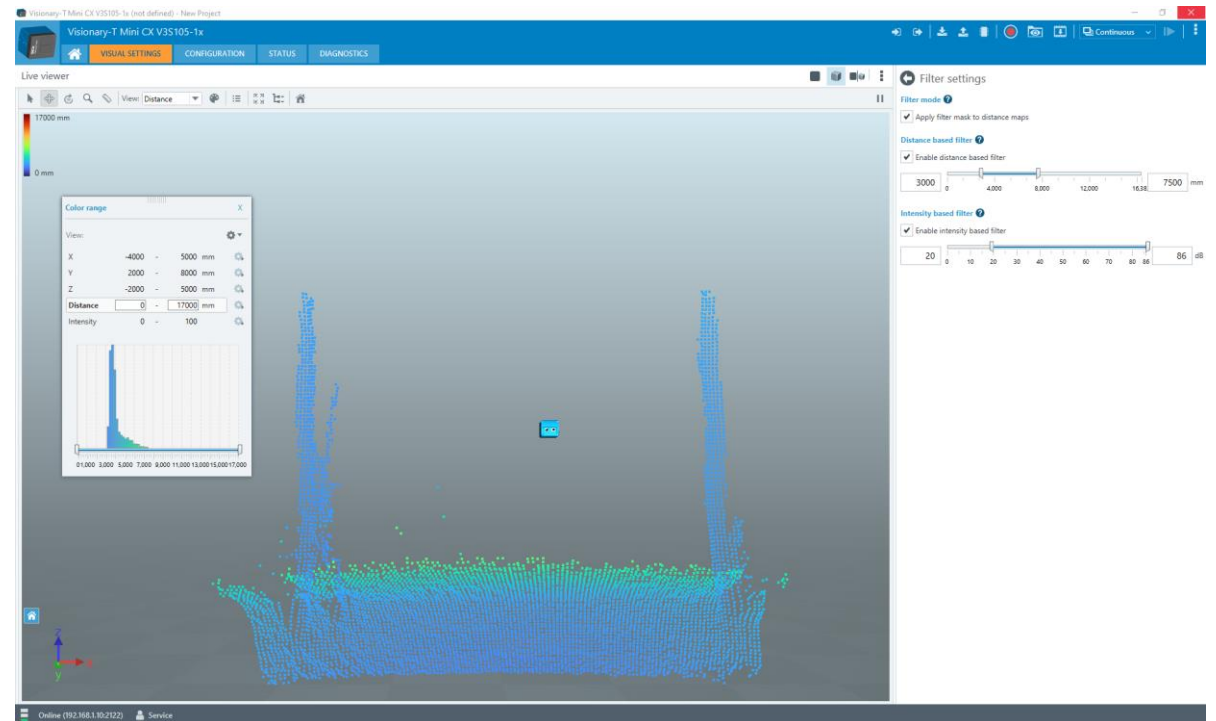 Visionary-T Mini CX V3S105-1x (not defined) - New Project
Visionary-T Mini CX V3S105-1x
Continuous
VISUAL SETTINGS CONFIGURATION STATUS DIAGNOSTICS
Live viewer
View: Distance
17000 mm
0 mm
Color range X
View:
X -4000 - 5000 mm
Y 2000 - 8000 mm
Z -2000 - 5000 mm
Distance 0 - 17000 mm
Intensity 0 - 100
01,000 3,000 5,000 7,000 9,000 11,000 13,000 15,000 17,000
z
x
y
Filter settings
Filter mode
Apply filter mask to distance maps
Distance based filter
Enable distance based filter
3000 0 4,000 8,000 12,000 16,38 7500 mm
Intensity based filter
Enable intensity based filter
20 0 10 20 30 40 50 60 70 80 86 86 dB
Online (192.168.1.10:2122) Service